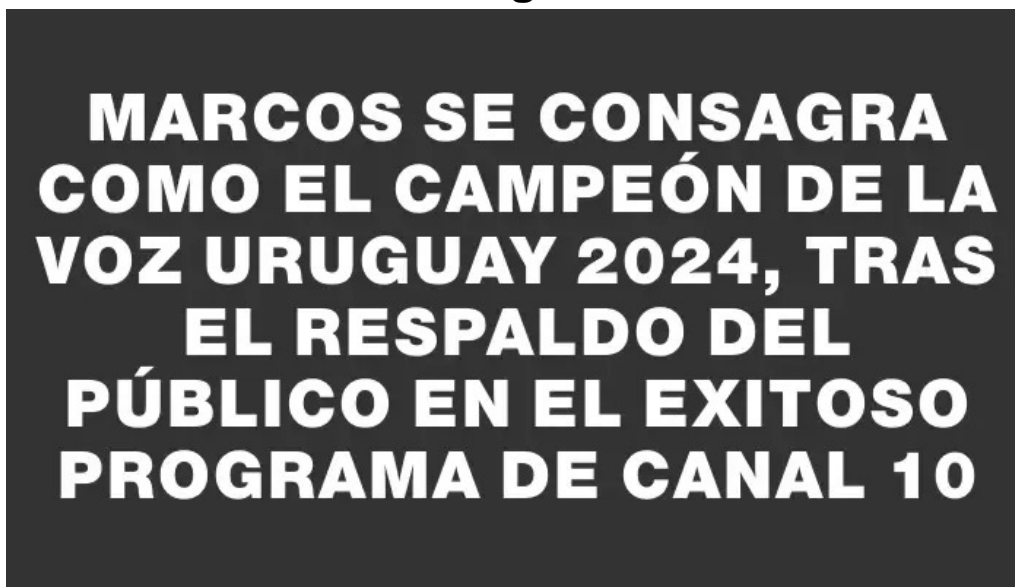 MARCOS SE CONSAGRA
COMO EL CAMPEÓN DE LA
VOZ URUGUAY 2024, TRAS
EL RESPALDO DEL
PÚBLICO EN EL EXITOSO
PROGRAMA DE CANAL 10